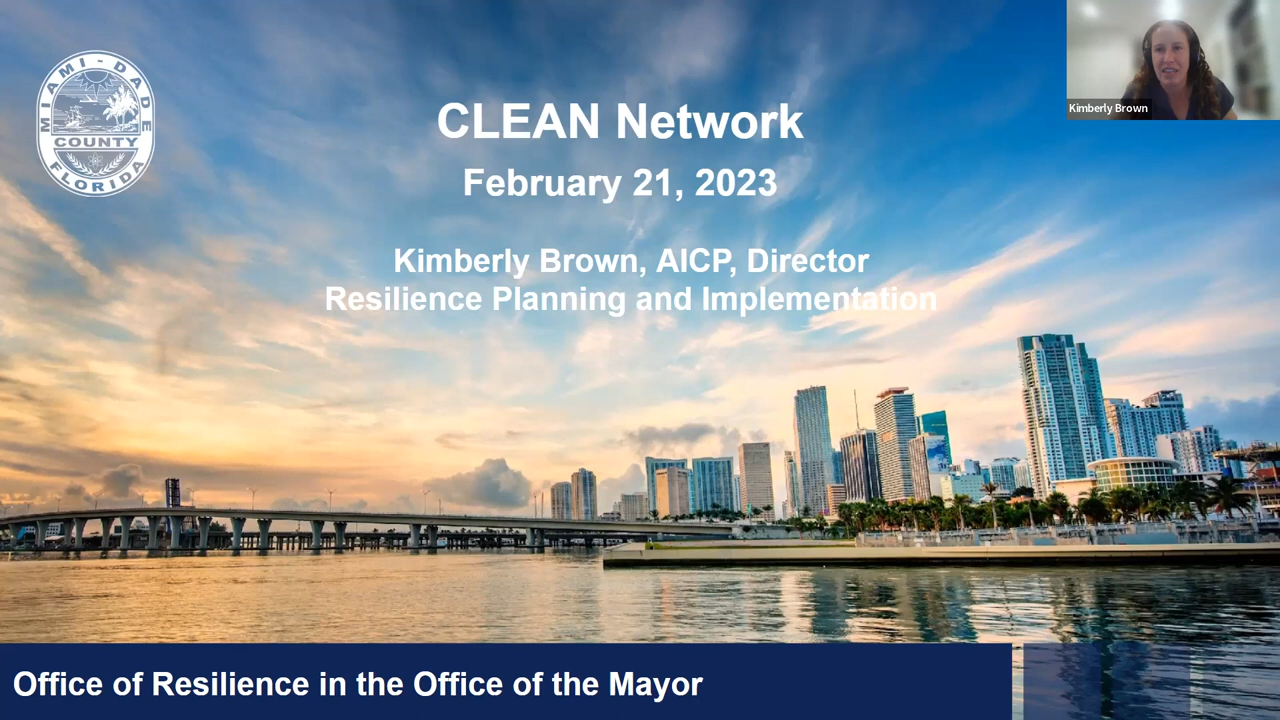 MIAMI-DADE
COUNTY
FLORIDA
CLEAN Network
February 21, 2023
Kimberly Brown, AICP, Director
Resilience Planning and Implementation
Kimberly Brown
Office of Resilience in the Office of the Mayor